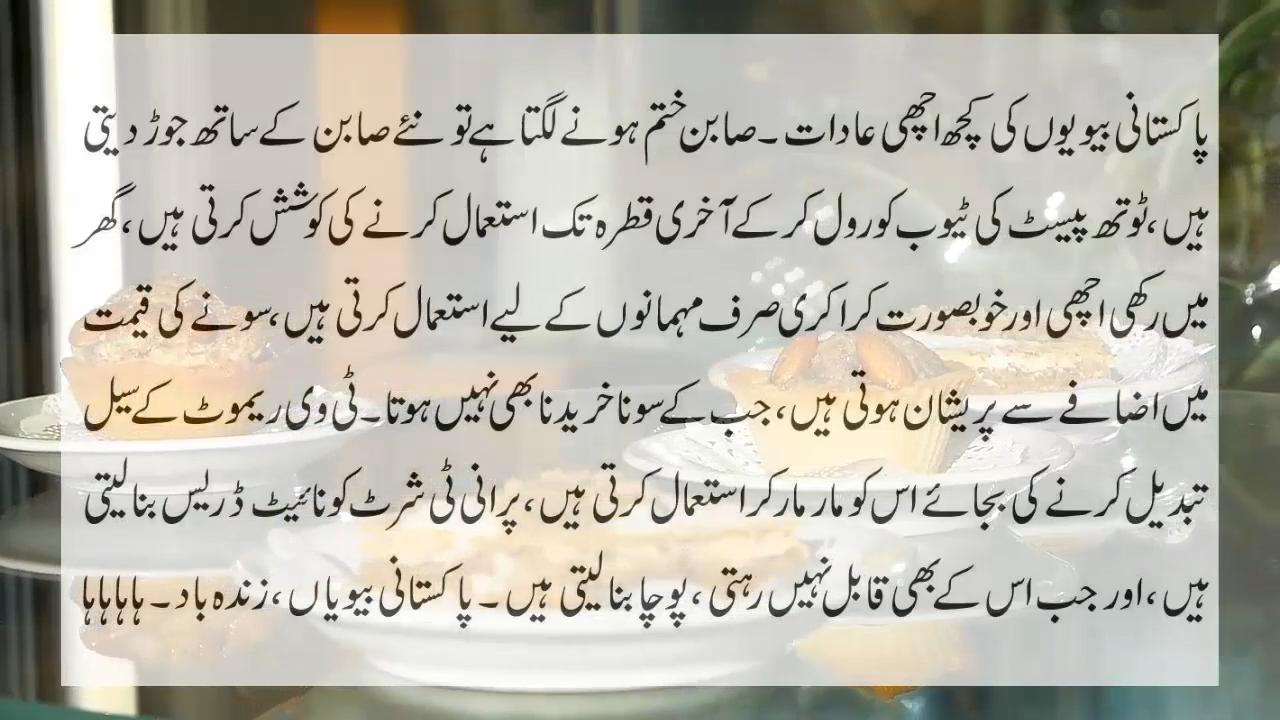 پاکستانی بیویوں کی کچھ اچھی عادات ۔ صابن ختم ہونے لگتا ہے تو نئے صابن کے ساتھ جوڑ دیتی
ہیں، ٹوتھ پیسٹ کی ٹیوب کو رول کر کے آخری قطرہ تک استعمال کرنے کی کوشش کرتی ہیں، گھر
میں رکھی اچھی اور خوبصورت کراکری صرف مہمانوں کے لیے استعمال کرتی ہیں، سونے کی قیمت
میں اضافے سے پریشان ہوتی ہیں، جب کے سونا خریدنا بھی نہیں ہوتا۔ ٹی وی ریموٹ کے سیل
تبدیل کرنے کی بجائے اس کو مار مار کر استعمال کرتی ہیں، پرانی ٹی شرٹ کو نائیٹ ڈریس بنا لیتی
ہیں، اور جب اس کے بھی قابل نہیں رہتی، پوچا بنا لیتی ہیں۔ پاکستانی بیویاں، زندہ باد۔ ہاہاہاہا